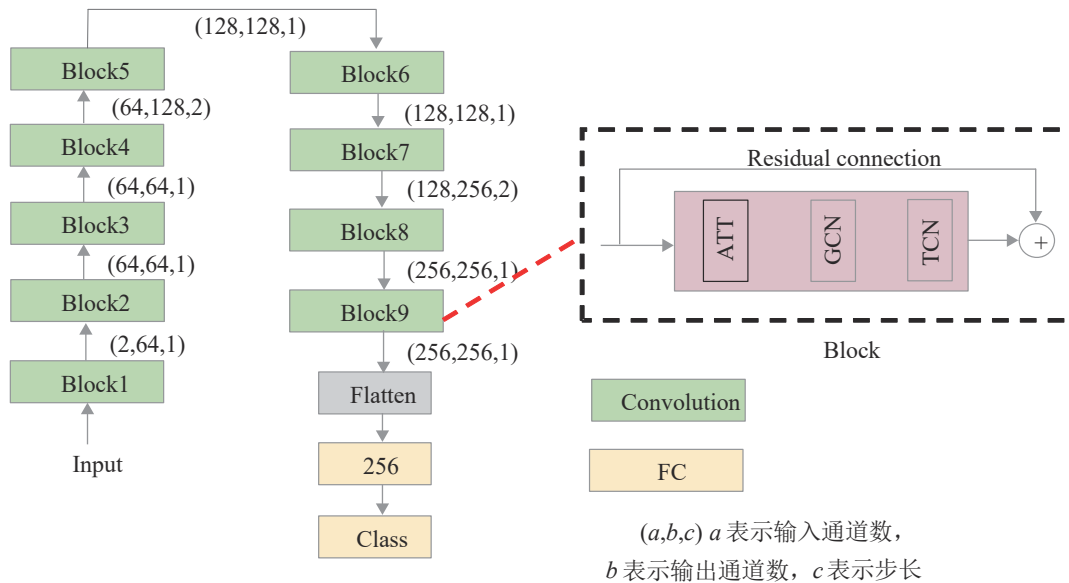 Input
Block1
(2,64,1)
Block2
(64,64,1)
Block3
(64,64,1)
Block4
(64,128,2)
Block5
(128,128,1)
Block6
(128,128,1)
Block7
(128,256,2)
Block8
(256,256,1)
Block9
(256,256,1)
Flatten
256
Class
Residual connection
ATT
GCN
TCN
+
Block
Convolution
FC
(a,b,c) a 表示输入通道数，
b 表示输出通道数，c 表示步长